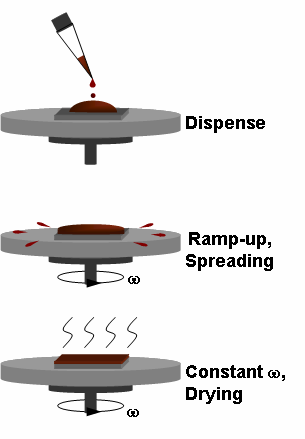 Dispense
Ramp-up,
Spreading
ω
Constant ω,
Drying
ω